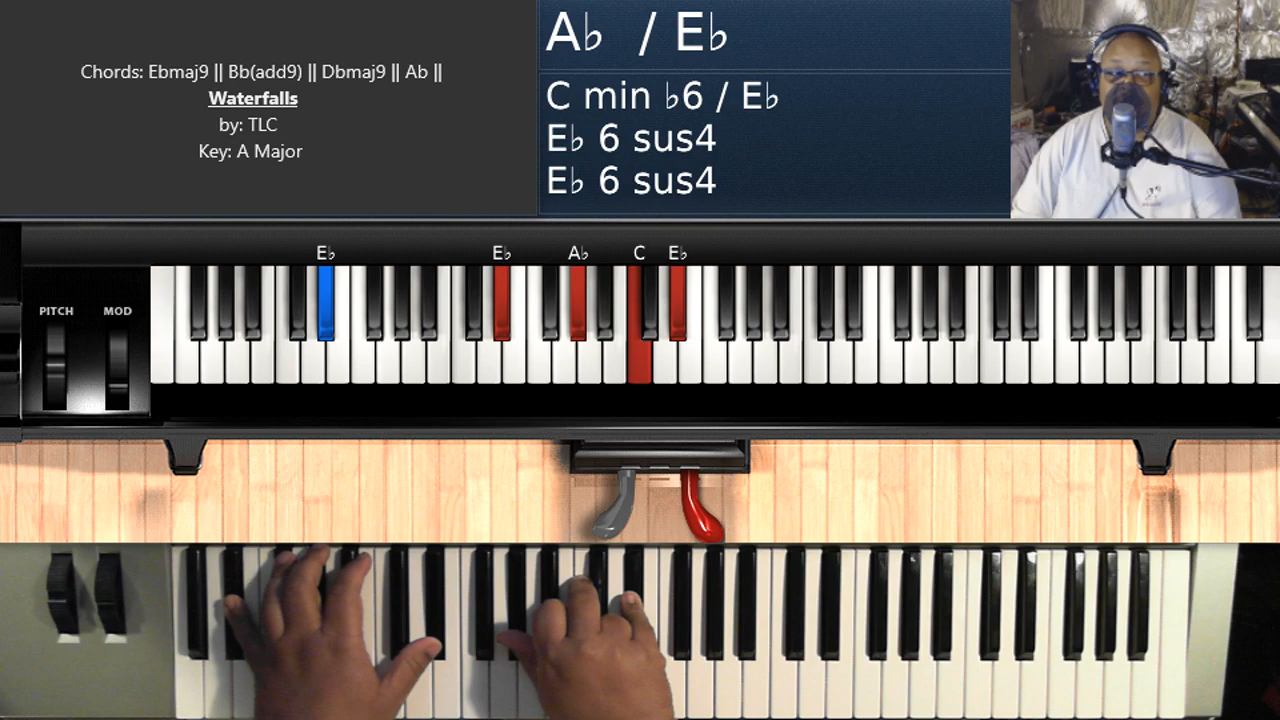 Chords: Ebmaj9 || Bb(add9) || Dbmaj9 || Ab ||
Waterfalls
by: TLC
Key: A Major
A♭ / E♭
C min ♭6 / E♭
E♭ 6 sus4
E♭ 6 sus4
E♭ E♭ A♭ C E♭
PITCH MOD